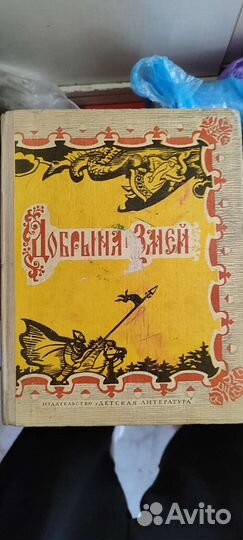 ДОБРЫНЯ И ЗМЕЙ
ИЗДАТЕЛЬСТВО „ДЕТСКАЯ ЛИТЕРАТУРА"
Avito